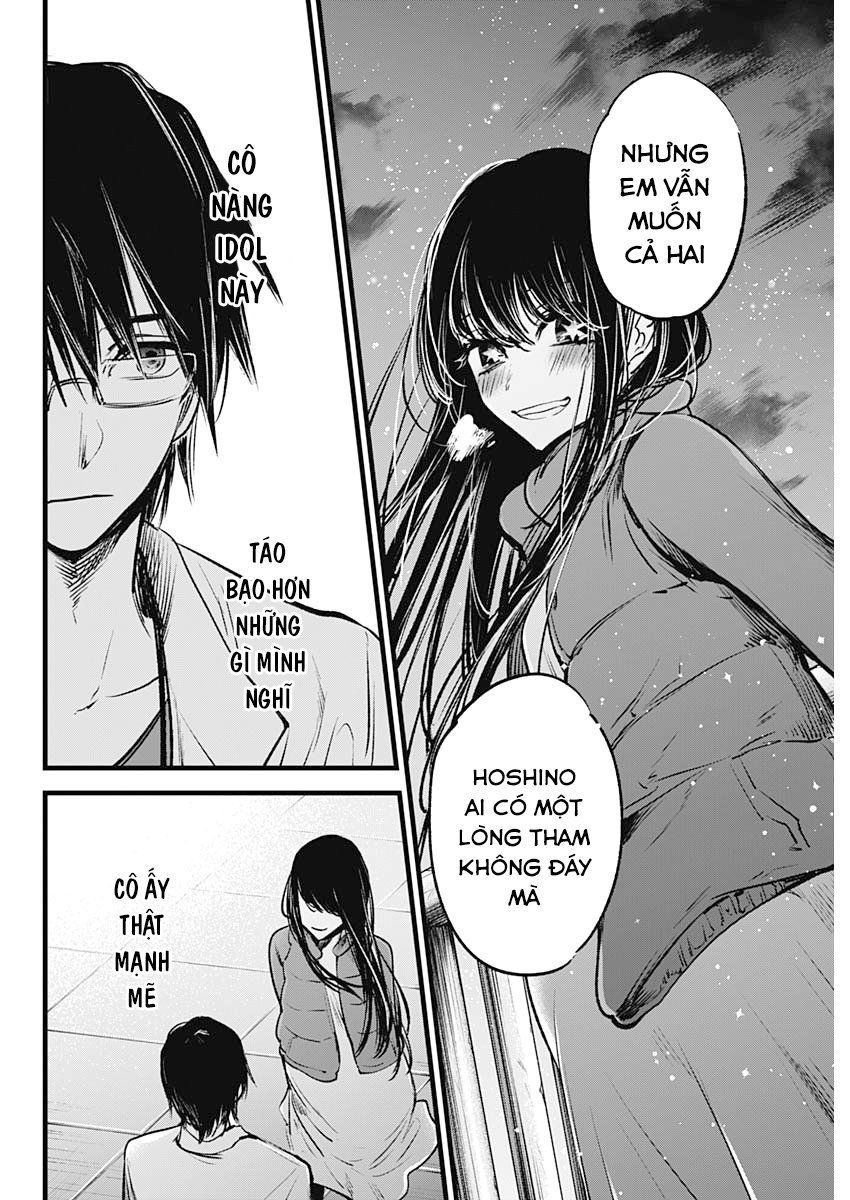 NHƯNG
EM VẪN
MUỐN
CẢ HAI
HOSHINO
AI CÓ MỘT
LÒNG THAM
KHÔNG ĐÁY
MÀ
CÔ
NÀNG
IDOL
NÀY
TÁO
BẠO HƠN
NHỮNG
GÌ MÌNH
NGHĨ
CÔ ẤY
THẬT
MẠNH
MẼ